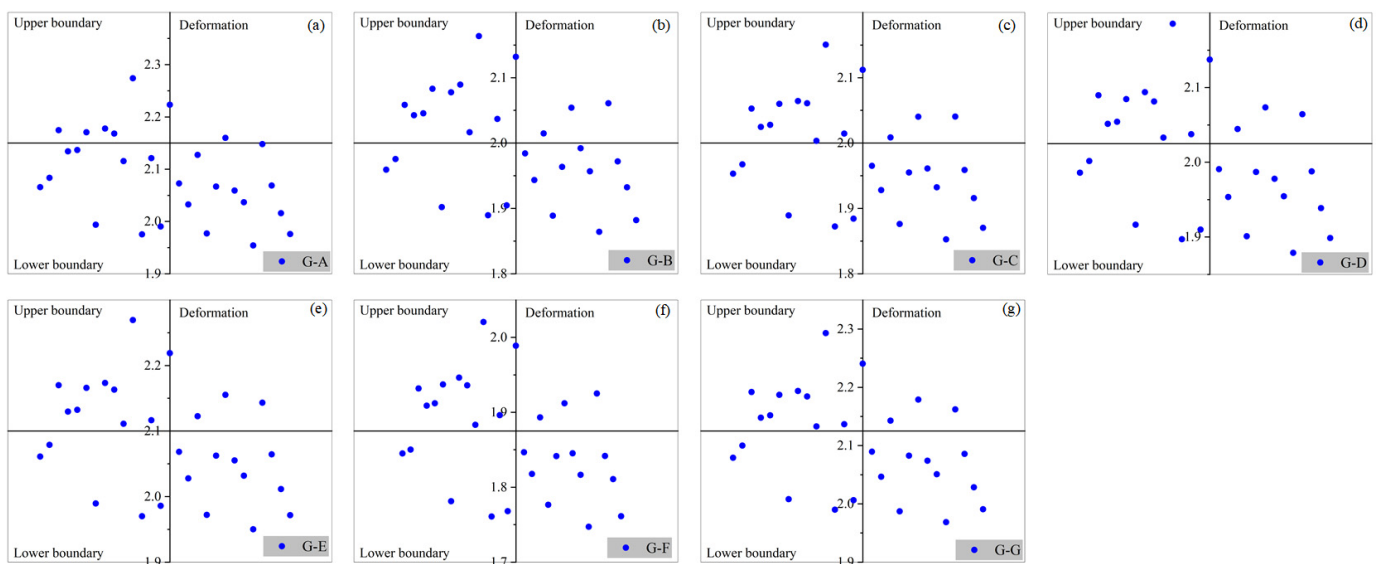 Upper boundary
Deformation
(a)
2.3
2.2
2.1
2.0
1.9
Lower boundary
G-A
Upper boundary
Deformation
(b)
2.1
2.0
1.9
1.8
Lower boundary
G-B
Upper boundary
Deformation
(c)
2.1
2.0
1.9
1.8
Lower boundary
G-C
Upper boundary
Deformation
(d)
2.1
2.0
1.9
Lower boundary
G-D
Upper boundary
Deformation
(e)
2.2
2.1
2.0
1.9
Lower boundary
G-E
Upper boundary
Deformation
(f)
2.0
1.9
1.8
1.7
Lower boundary
G-F
Upper boundary
Deformation
(g)
2.3
2.2
2.1
2.0
1.9
Lower boundary
G-G